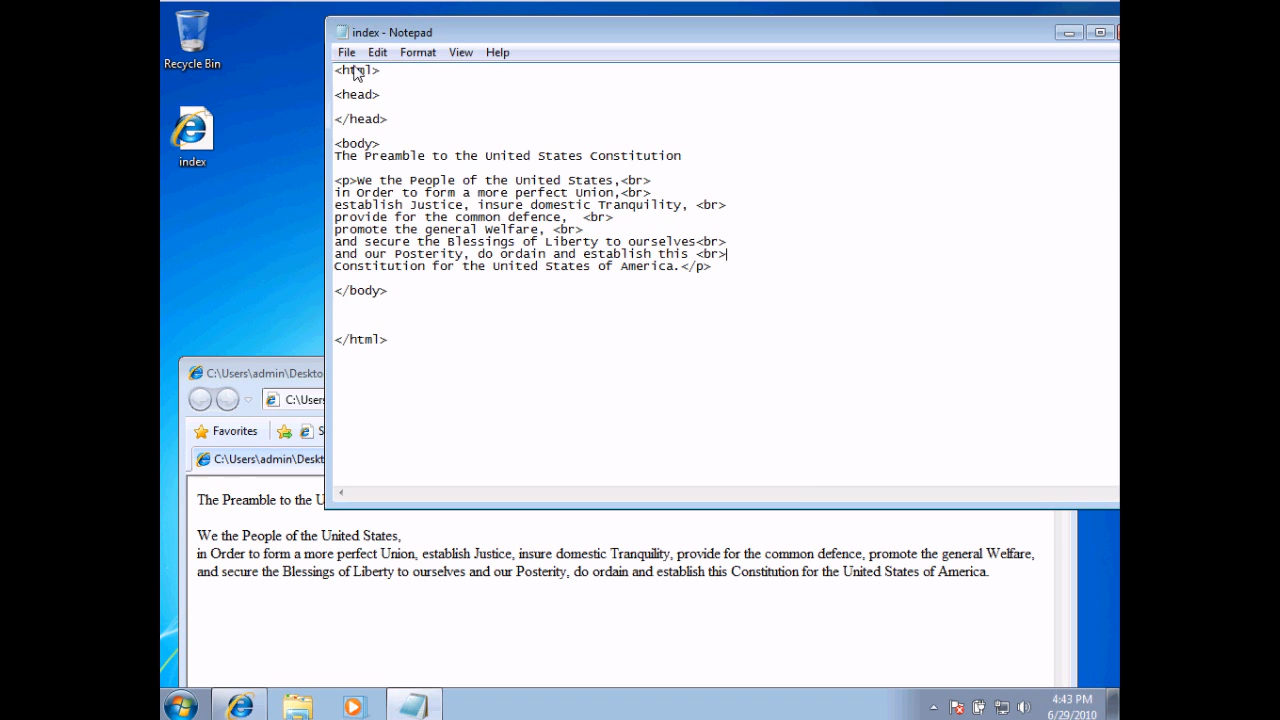 Recycle Bin
index
index - Notepad
File Edit Format View Help
<html>
<head>
</head>
<body>
The Preamble to the United States Constitution
<p>We the People of the United States,<br>
in Order to form a more perfect Union,<br>
establish Justice, insure domestic Tranquility, <br>
provide for the common defence,  <br>
promote the general Welfare, <br>
and secure the Blessings of Liberty to ourselves<br>
and our Posterity, do ordain and establish this <br>
Constitution for the United States of America.</p>
</body>
</html>
C:\Users\admin\Deskto
C:\Users
Favorites S
C:\Users\admin\Deskt
The Preamble to the U
We the People of the United States,
in Order to form a more perfect Union, establish Justice, insure domestic Tranquility, provide for the common defence, promote the general Welfare,
and secure the Blessings of Liberty to ourselves and our Posterity, do ordain and establish this Constitution for the United States of America.
4:43 PM
6/29/2010